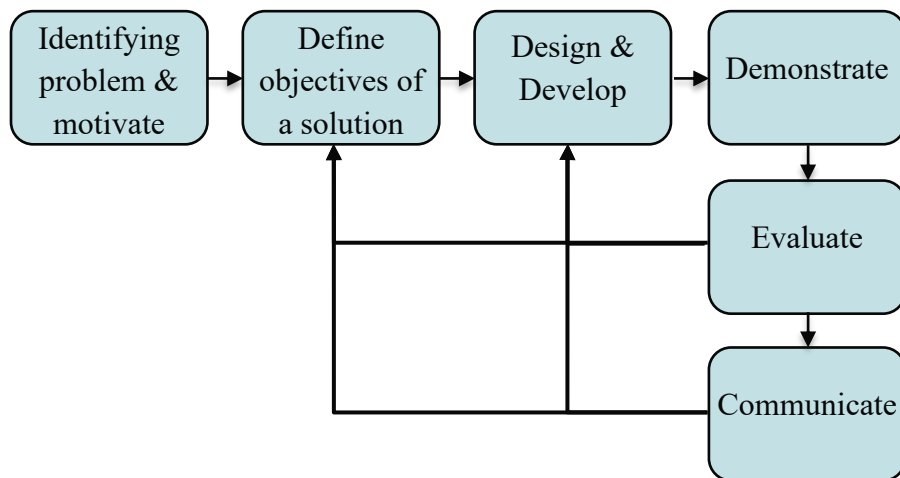 Identifying
problem &
motivate
Define
objectives of
a solution
Design &
Develop
Demonstrate
Evaluate
Communicate